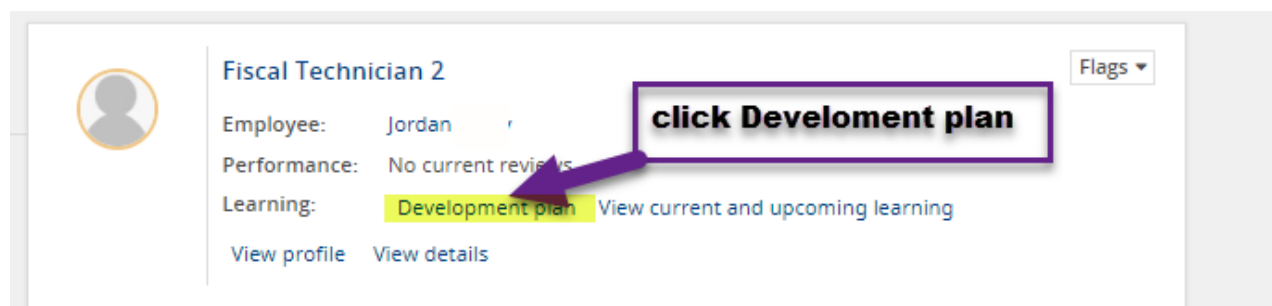 Fiscal Technician 2
Flags
click Develoment plan
Employee: Jordan
Performance: No current reviews
Learning: Development plan View current and upcoming learning
View profile View details